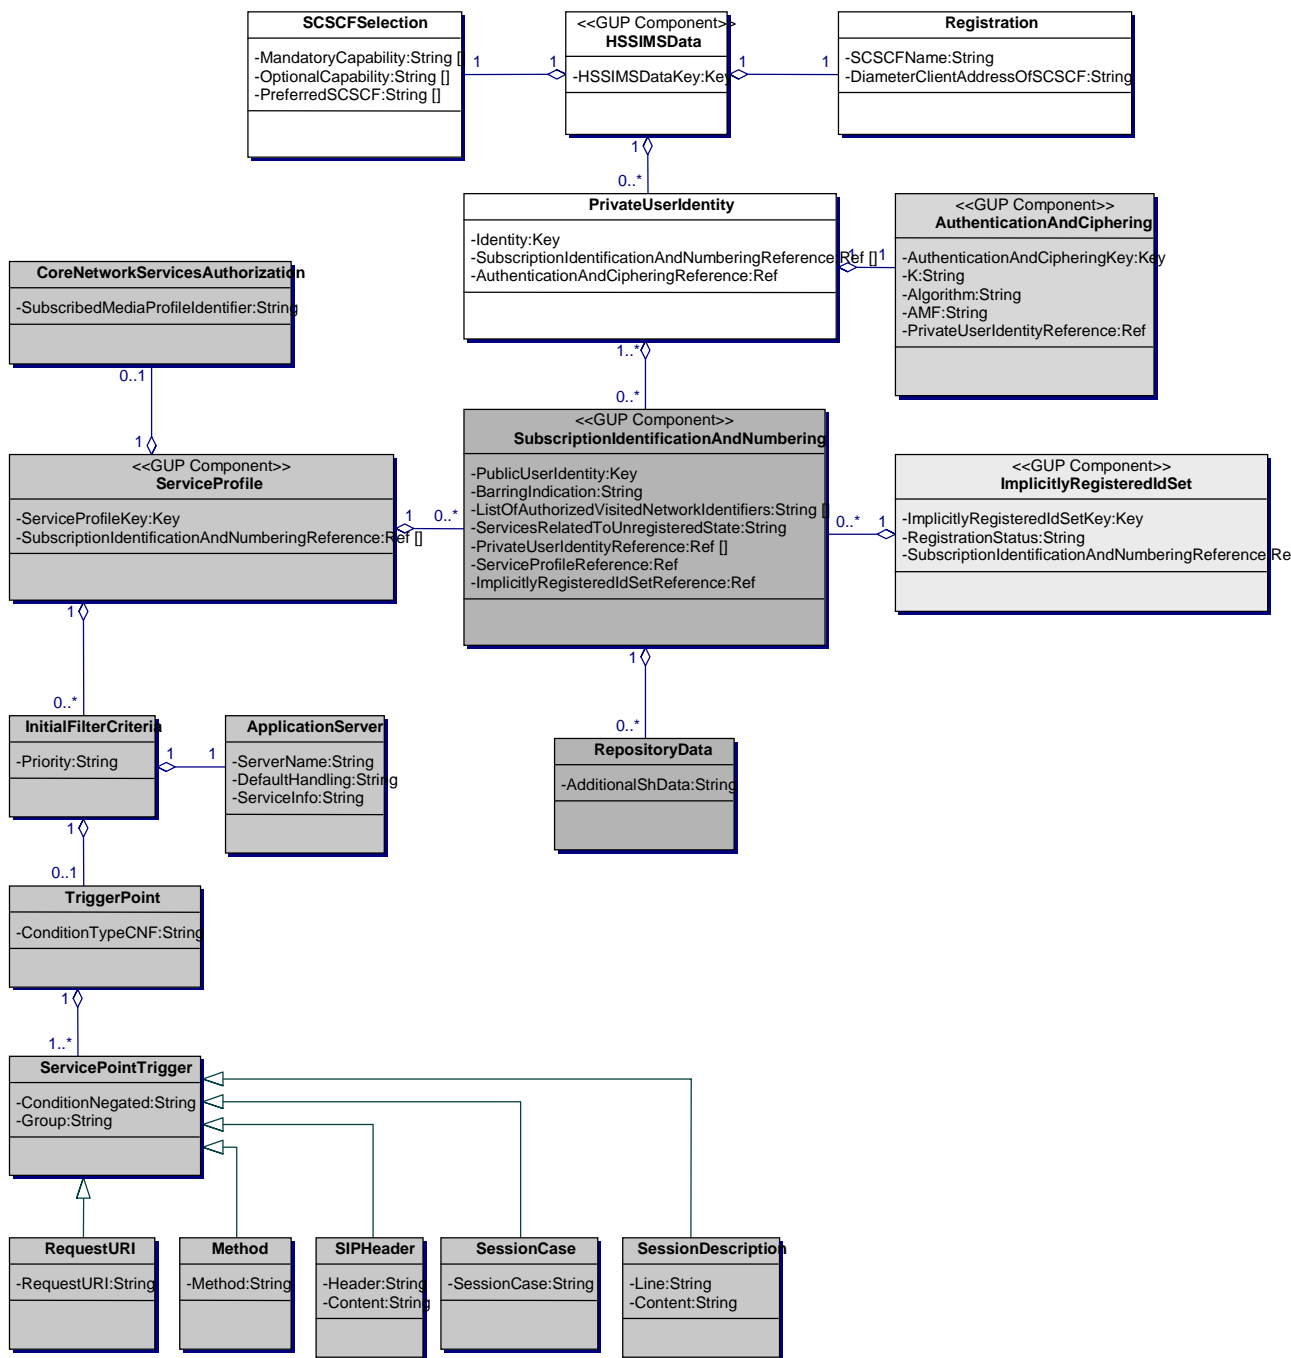 SCSCFSelection
-MandatoryCapability:String []
-OptionalCapability:String []
-PreferredSCSCF:String []
1
1
<<GUP Component>>
HSSIMSData
-HSSIMSDataKey:Key
1
1
Registration
-SCSCFName:String
-DiameterClientAddressOfSCSCF:String
1
0..*
PrivateUserIdentity
-Identity:Key
-SubscriptionIdentificationAndNumberingReference:Ref []
-AuthenticationAndCipheringReference:Ref
1
1
<<GUP Component>>
AuthenticationAndCiphering
-AuthenticationAndCipheringKey:Key
-K:String
-Algorithm:String
-AMF:String
-PrivateUserIdentityReference:Ref
CoreNetworkServicesAuthorization
-SubscribedMediaProfileIdentifier:String
0..1
1
1..*
0..*
<<GUP Component>>
ServiceProfile
-ServiceProfileKey:Key
-SubscriptionIdentificationAndNumberingReference:Ref []
1
0..*
<<GUP Component>>
SubscriptionIdentificationAndNumbering
-PublicUserIdentity:Key
-BarringIndication:String
-ListOfAuthorizedVisitedNetworkIdentifiers:String []
-ServicesRelatedToUnregisteredState:String
-PrivateUserIdentityReference:Ref []
-ServiceProfileReference:Ref
-ImplicitlyRegisteredIdSetReference:Ref
0..*
1
<<GUP Component>>
ImplicitlyRegisteredIdSet
-ImplicitlyRegisteredIdSetKey:Key
-RegistrationStatus:String
-SubscriptionIdentificationAndNumberingReference:Re
1
0..*
1
0..*
InitialFilterCriteria
-Priority:String
1
1
ApplicationServer
-ServerName:String
-DefaultHandling:String
-ServiceInfo:String
RepositoryData
-AdditionalShData:String
1
0..1
TriggerPoint
-ConditionTypeCNF:String
1
1..*
ServicePointTrigger
-ConditionNegated:String
-Group:String
RequestURI
-RequestURI:String
Method
-Method:String
SIPHeader
-Header:String
-Content:String
SessionCase
-SessionCase:String
SessionDescription
-Line:String
-Content:String